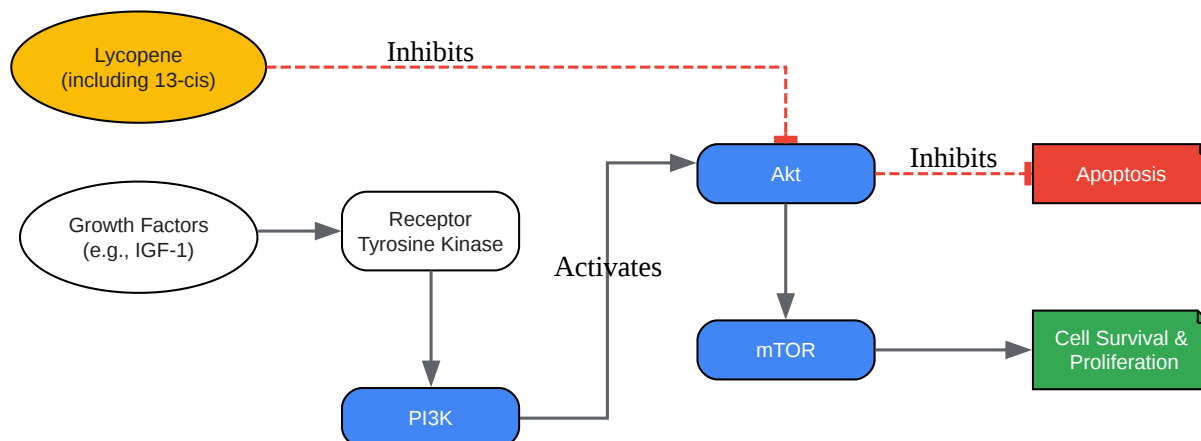 Lycopene
(including 13-cis)
Inhibits
Growth Factors
(e.g., IGF-1)
Receptor
Tyrosine Kinase
Activates
PI3K
Akt
Inhibits
Apoptosis
mTOR
Cell Survival &
Proliferation